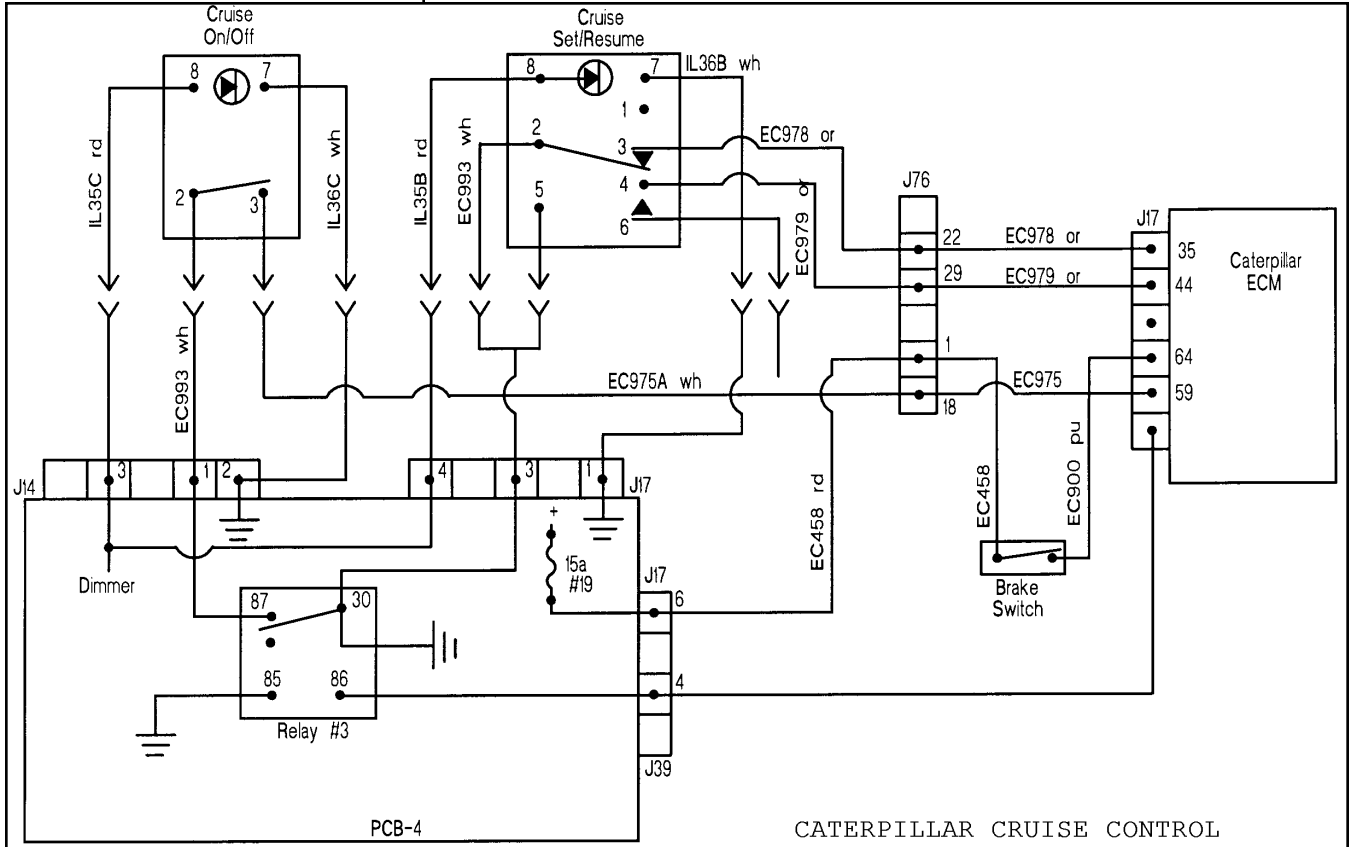 Cruise
On/Off
8 7
2 3
IL35C rd
IL36C wh
EC993 wh
Cruise
Set/Resume
8 7
1
2
3
4
5
6
IL35B rd
EC993 wh
IL36B wh
EC978 or
EC979 or
J76
22
29
1
18
EC978 or
EC979 or
EC975A wh
EC975
J17
35
44
64
59
Caterpillar
ECM
EC458 rd
EC458
EC900 pu
Brake
Switch
J14
3 1 2
4 3 1
J17
Dimmer
+
15a
#19
87 30
85 86
Relay #3
J17
6
4
J39
PCB-4
CATERPILLAR CRUISE CONTROL